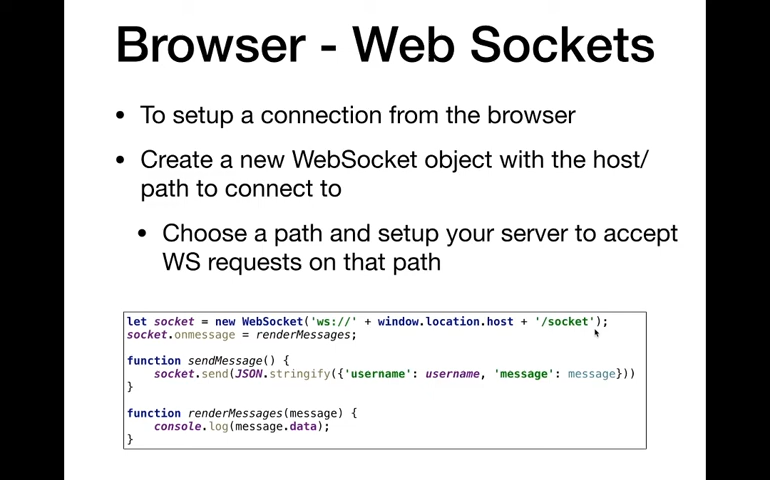 Browser - Web Sockets
• To setup a connection from the browser
• Create a new WebSocket object with the host/
path to connect to
• Choose a path and setup your server to accept
WS requests on that path
let socket = new WebSocket('ws://' + window.location.host + '/socket');
socket.onmessage = renderMessages;
function sendMessage() {
    socket.send(JSON.stringify({'username': username, 'message': message}))
}
function renderMessages(message) {
    console.log(message.data);
}